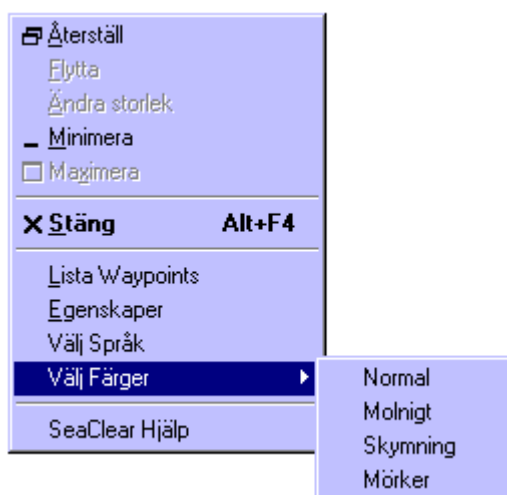 Återställ
Flytta
Ändra storlek
Minimera
Maximera
Stäng Alt+F4
Lista Waypoints
Egenskaper
Välj Språk
Välj Färger
SeaClear Hjälp
Normal
Molnigt
Skymning
Mörker